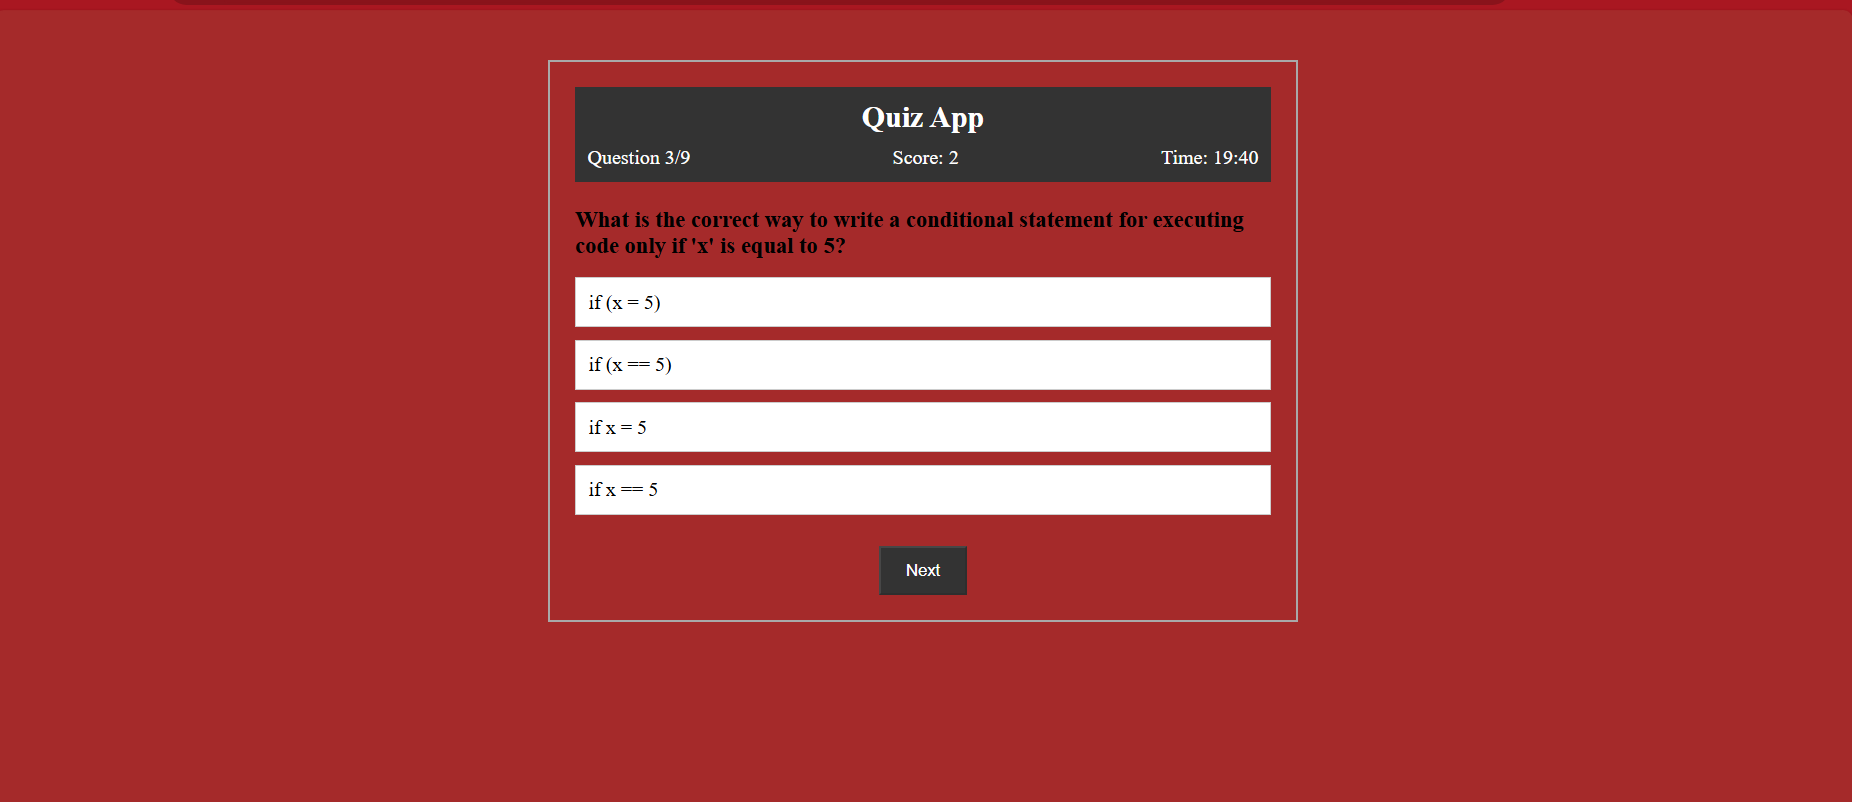 Quiz App
Question 3/9 Score: 2 Time: 19:40
What is the correct way to write a conditional statement for executing
code only if 'x' is equal to 5?
if (x = 5)
if (x == 5)
if x = 5
if x == 5
Next